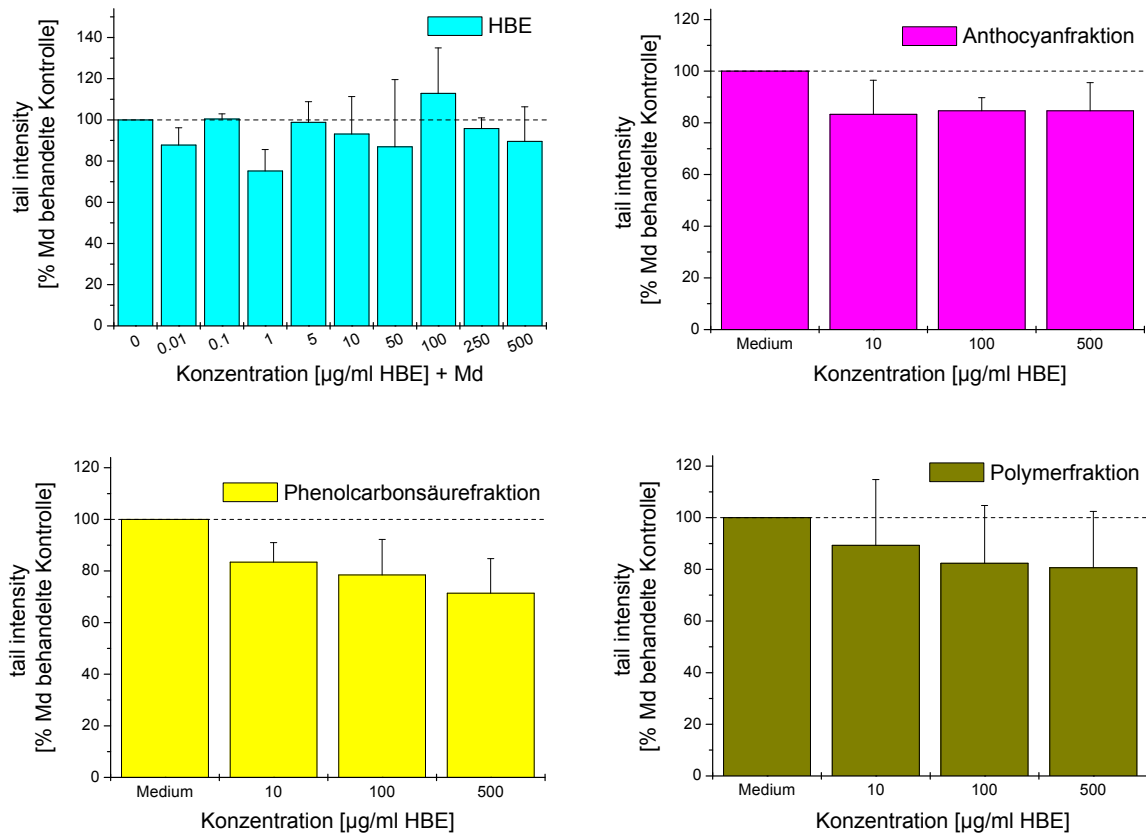 HBE
140
120
100
80
60
40
20
0
tail intensity
[% Md behandelte Kontrolle]
0 0.01 0.1 1 5 10 50 100 250 500
Konzentration [µg/ml HBE] + Md
Anthocyanfraktion
120
100
80
60
40
20
0
tail intensity
[% Md behandelte Kontrolle]
Medium 10 100 500
Konzentration [µg/ml HBE]
Phenolcarbonsäurefraktion
120
100
80
60
40
20
0
tail intensity
[% Md behandelte Kontrolle]
Medium 10 100 500
Konzentration [µg/ml HBE]
Polymerfraktion
120
100
80
60
40
20
0
tail intensity
[% Md behandelte Kontrolle]
Medium 10 100 500
Konzentration [µg/ml HBE]